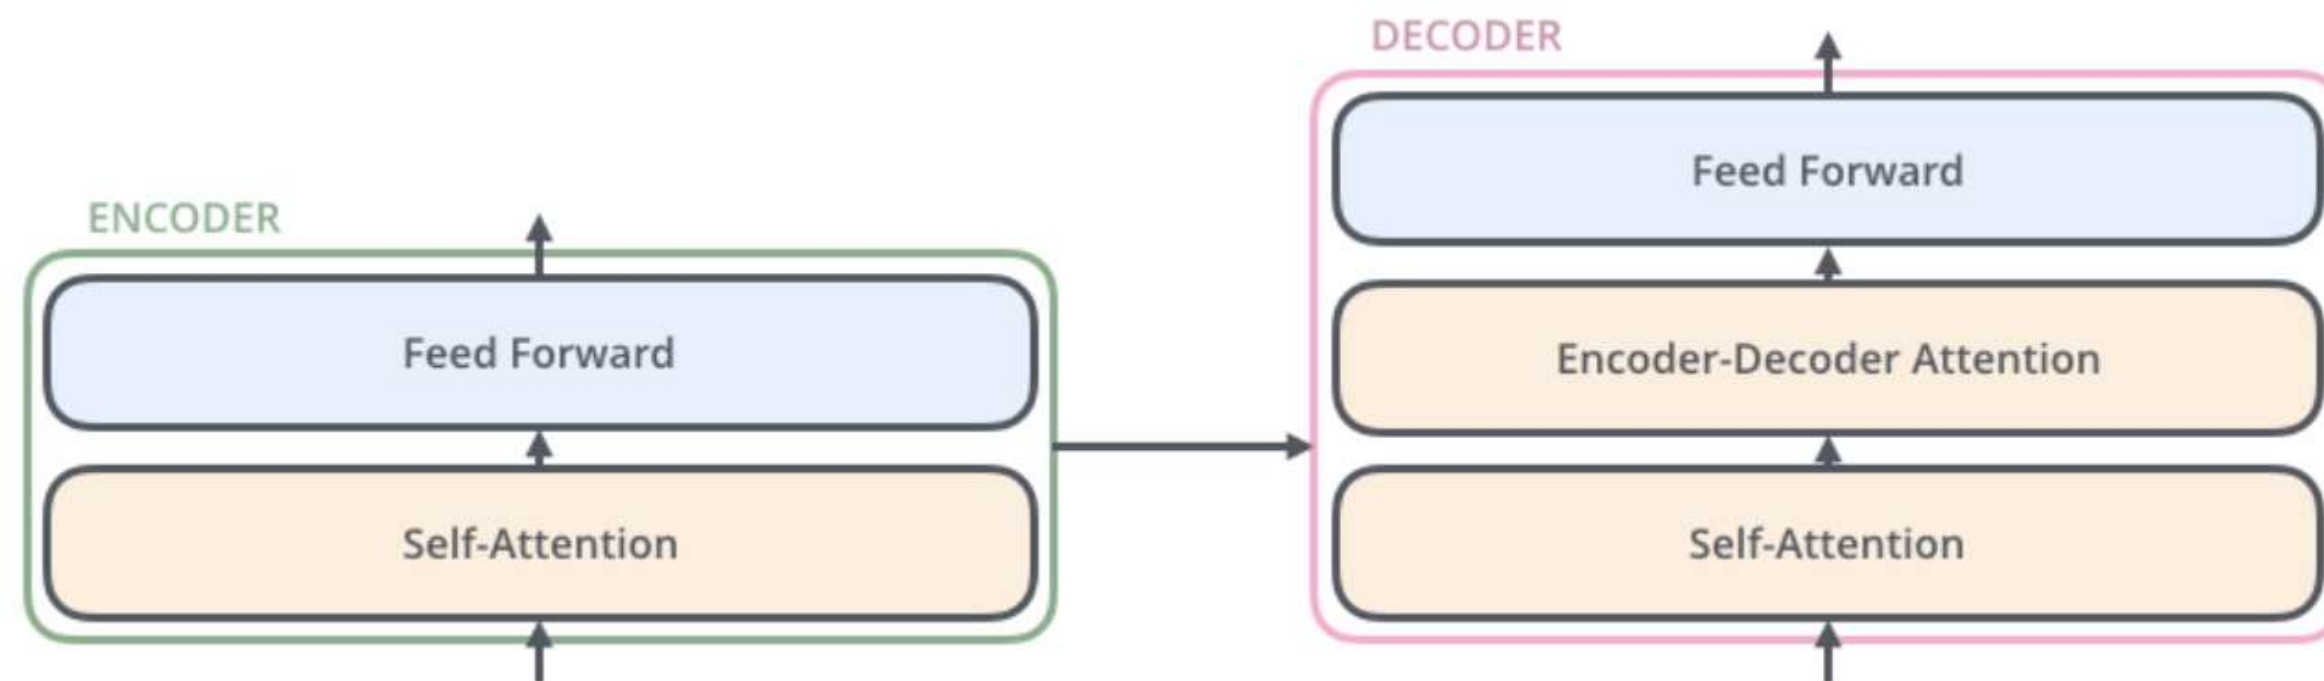 ENCODER
Feed Forward
Self-Attention
DECODER
Feed Forward
Encoder-Decoder Attention
Self-Attention